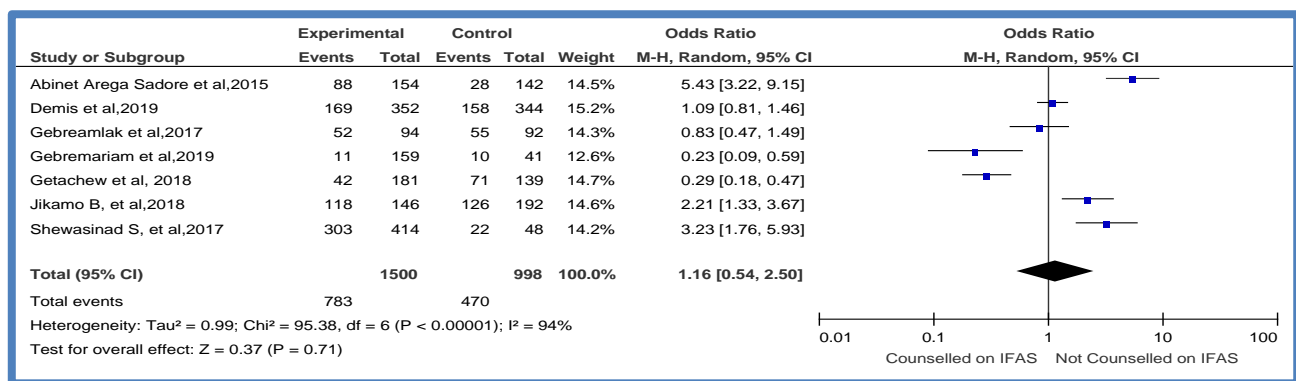 Experimental Control Odds Ratio Odds Ratio
Study or Subgroup Events Total Events Total Weight M-H, Random, 95% CI M-H, Random, 95% CI
Abinet Arega Sadore et al,2015 88 154 28 142 14.5% 5.43 [3.22, 9.15]
Demis et al,2019 169 352 158 344 15.2% 1.09 [0.81, 1.46]
Gebreamlak et al,2017 52 94 55 92 14.3% 0.83 [0.47, 1.49]
Gebremariam et al,2019 11 159 10 41 12.6% 0.23 [0.09, 0.59]
Getachew et al, 2018 42 181 71 139 14.7% 0.29 [0.18, 0.47]
Jikamo B, et al,2018 118 146 126 192 14.6% 2.21 [1.33, 3.67]
Shewasinad S, et al,2017 303 414 22 48 14.2% 3.23 [1.76, 5.93]
Total (95% CI) 1500 998 100.0% 1.16 [0.54, 2.50]
Total events 783 470
Heterogeneity: Tau² = 0.99; Chi² = 95.38, df = 6 (P < 0.00001); I² = 94%
Test for overall effect: Z = 0.37 (P = 0.71)
0.01 0.1 1 10 100
Counselled on IFAS Not Counselled on IFAS